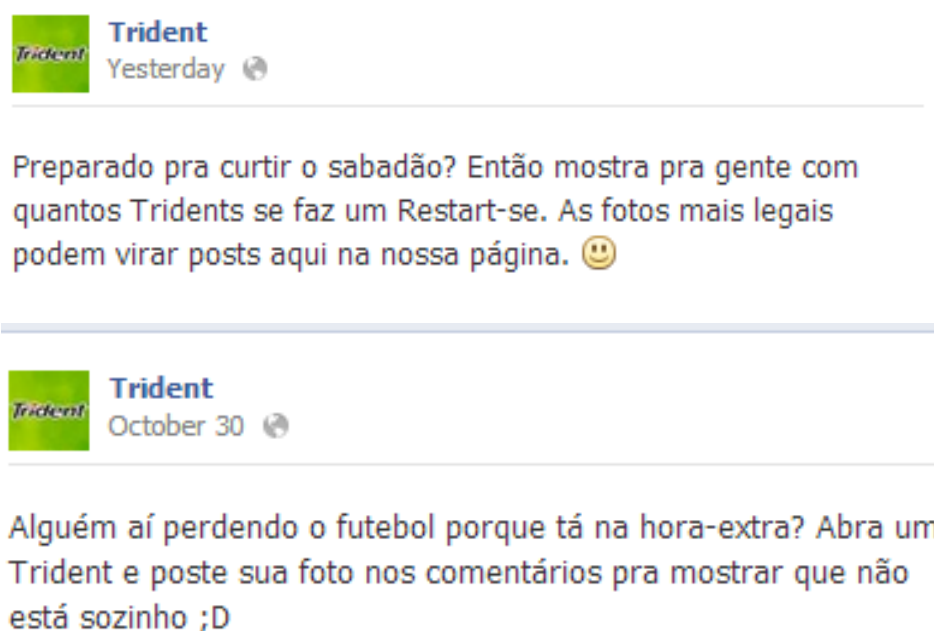 Trident
Trident
Yesterday
Preparado pra curtir o sabadão? Então mostra pra gente com
quantos Tridents se faz um Restart-se. As fotos mais legais
podem virar posts aqui na nossa página.
Trident
Trident
October 30
Alguém aí perdendo o futebol porque tá na hora-extra? Abra um
Trident e poste sua foto nos comentários pra mostrar que não
está sozinho ;D